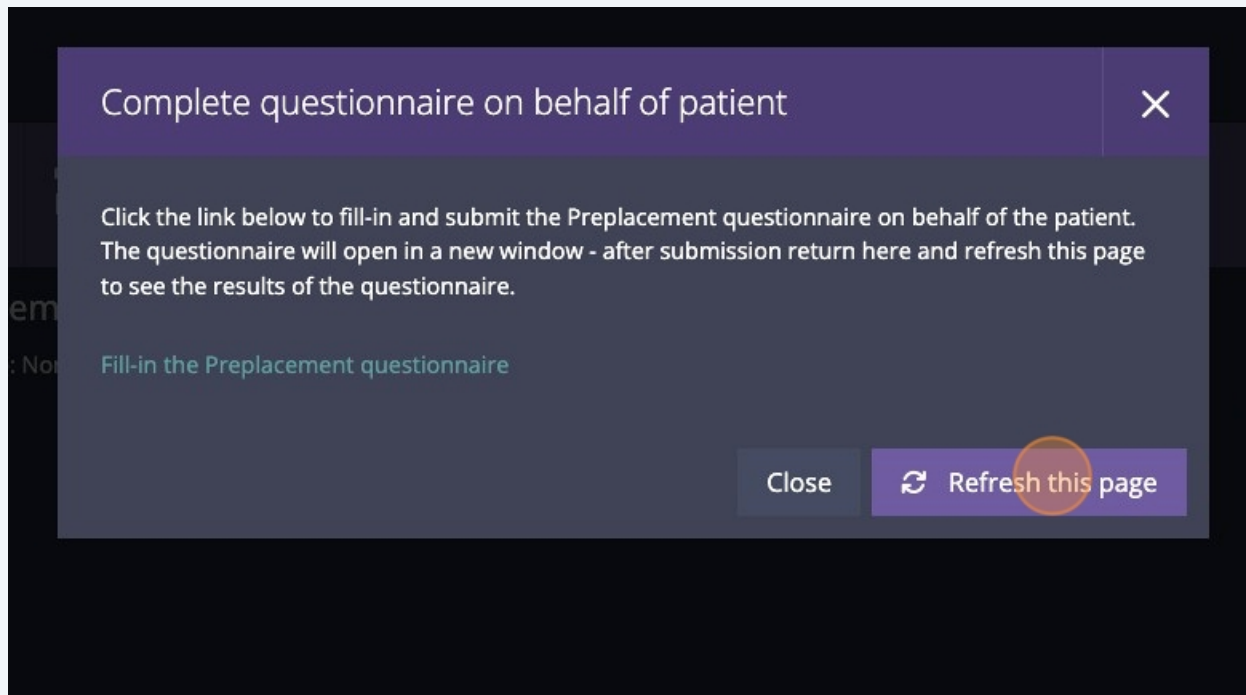 Complete questionnaire on behalf of patient
Click the link below to fill-in and submit the Preplacement questionnaire on behalf of the patient.
The questionnaire will open in a new window - after submission return here and refresh this page
to see the results of the questionnaire.
em
: Nor
Fill-in the Preplacement questionnaire
Close
Refresh this page